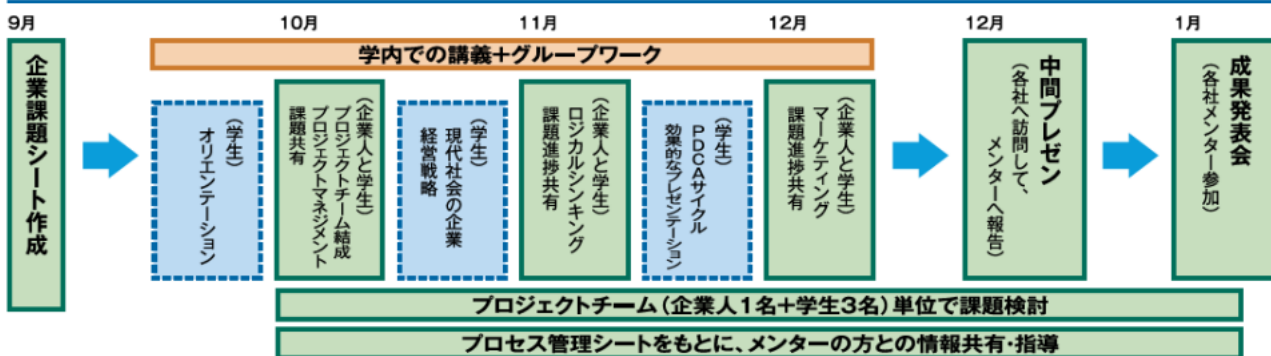 9月
10月
11月
12月
12月
1月
企業課題シート作成
学内での講義＋グループワーク
（学生）
オリエンテーション
（企業人と学生）
プロジェクトチーム結成
プロジェクトマネジメント
課題共有
（学生）
現代社会の企業
経営戦略
（企業人と学生）
ロジカルシンキング
課題進捗共有
（学生）
PDCAサイクル
効果的なプレゼンテーション
（企業人と学生）
マーケティング
課題進捗共有
中間プレゼン
（各社へ訪問して、
メンターへ報告）
成果発表会
（各社メンター参加）
プロジェクトチーム（企業人1名＋学生3名）単位で課題検討
プロセス管理シートをもとに、メンターの方との情報共有・指導